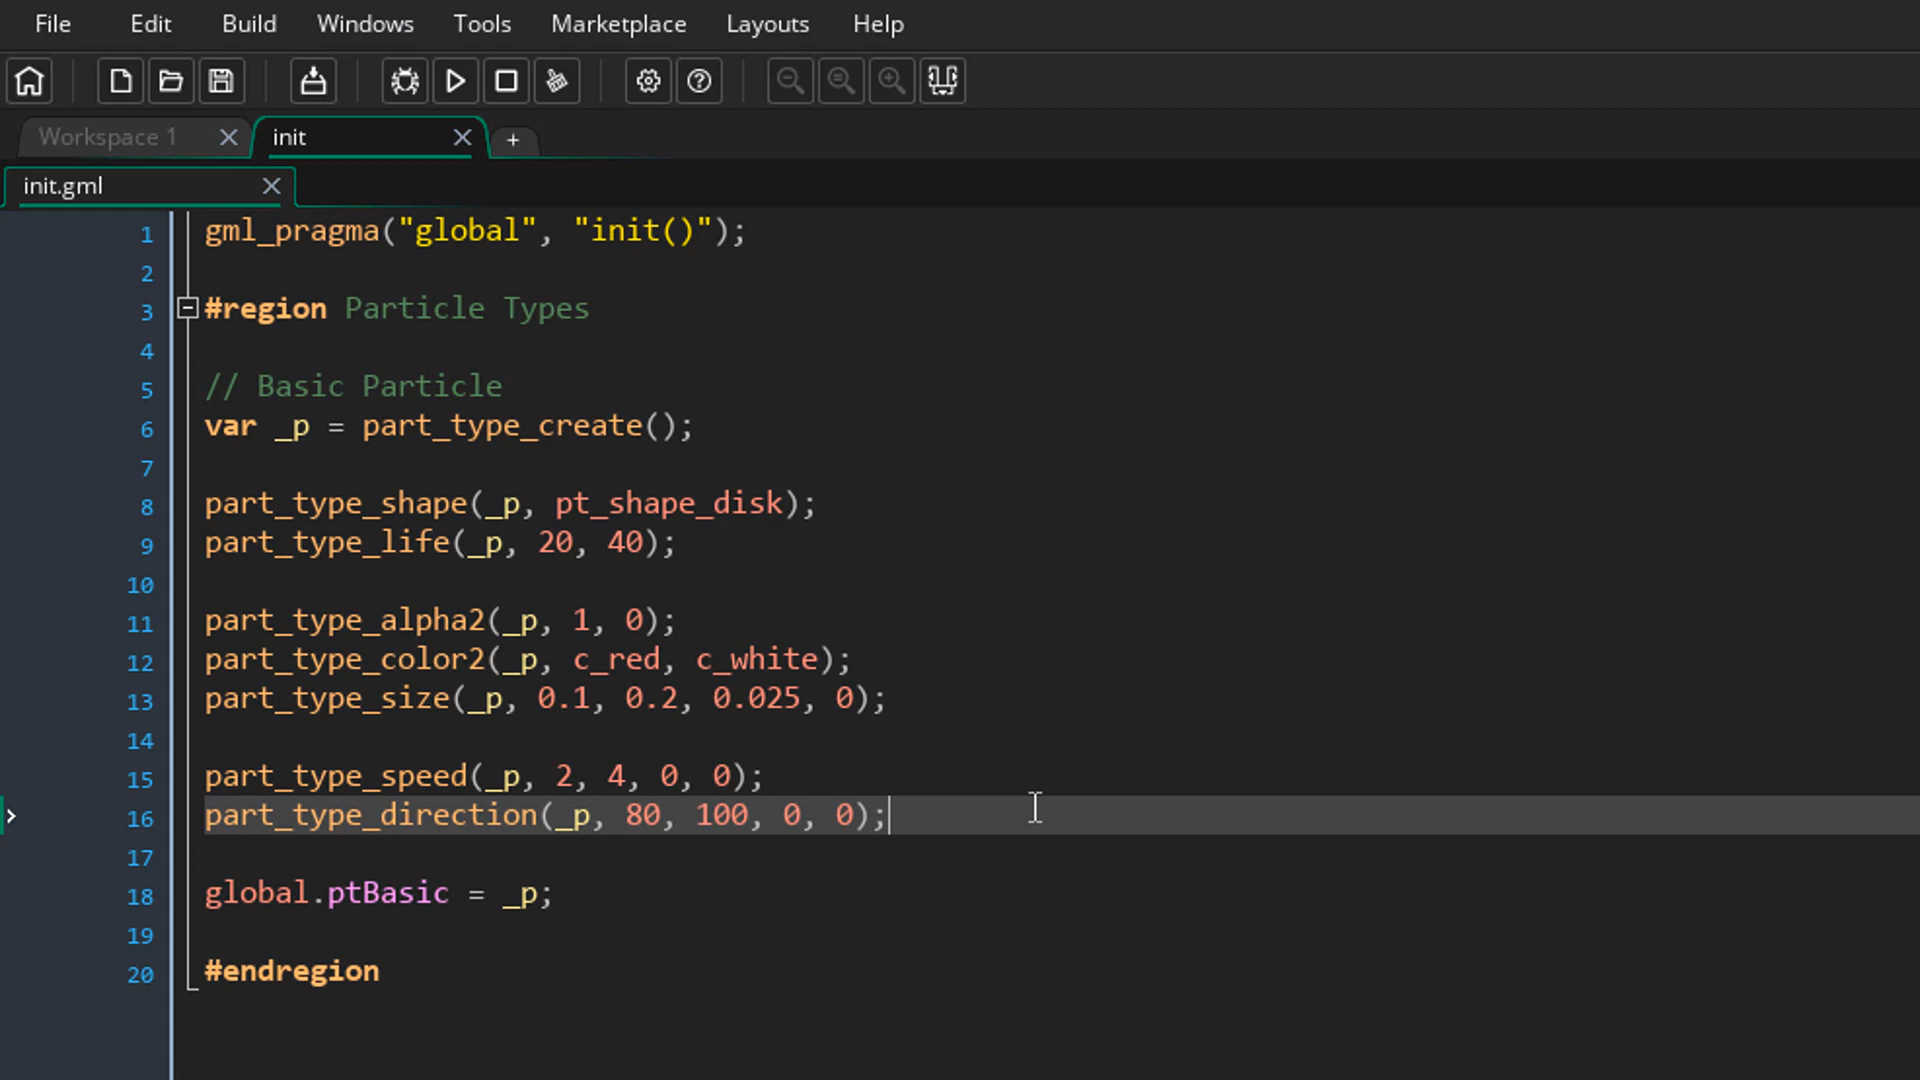 File Edit Build Windows Tools Marketplace Layouts Help
Workspace 1 init
init.gml
1 gml_pragma("global", "init()");
2
3 #region Particle Types
4
5 // Basic Particle
6 var _p = part_type_create();
7
8 part_type_shape(_p, pt_shape_disk);
9 part_type_life(_p, 20, 40);
10
11 part_type_alpha2(_p, 1, 0);
12 part_type_color2(_p, c_red, c_white);
13 part_type_size(_p, 0.1, 0.2, 0.025, 0);
14
15 part_type_speed(_p, 2, 4, 0, 0);
16 part_type_direction(_p, 80, 100, 0, 0);
17
18 global.ptBasic = _p;
19
20 #endregion